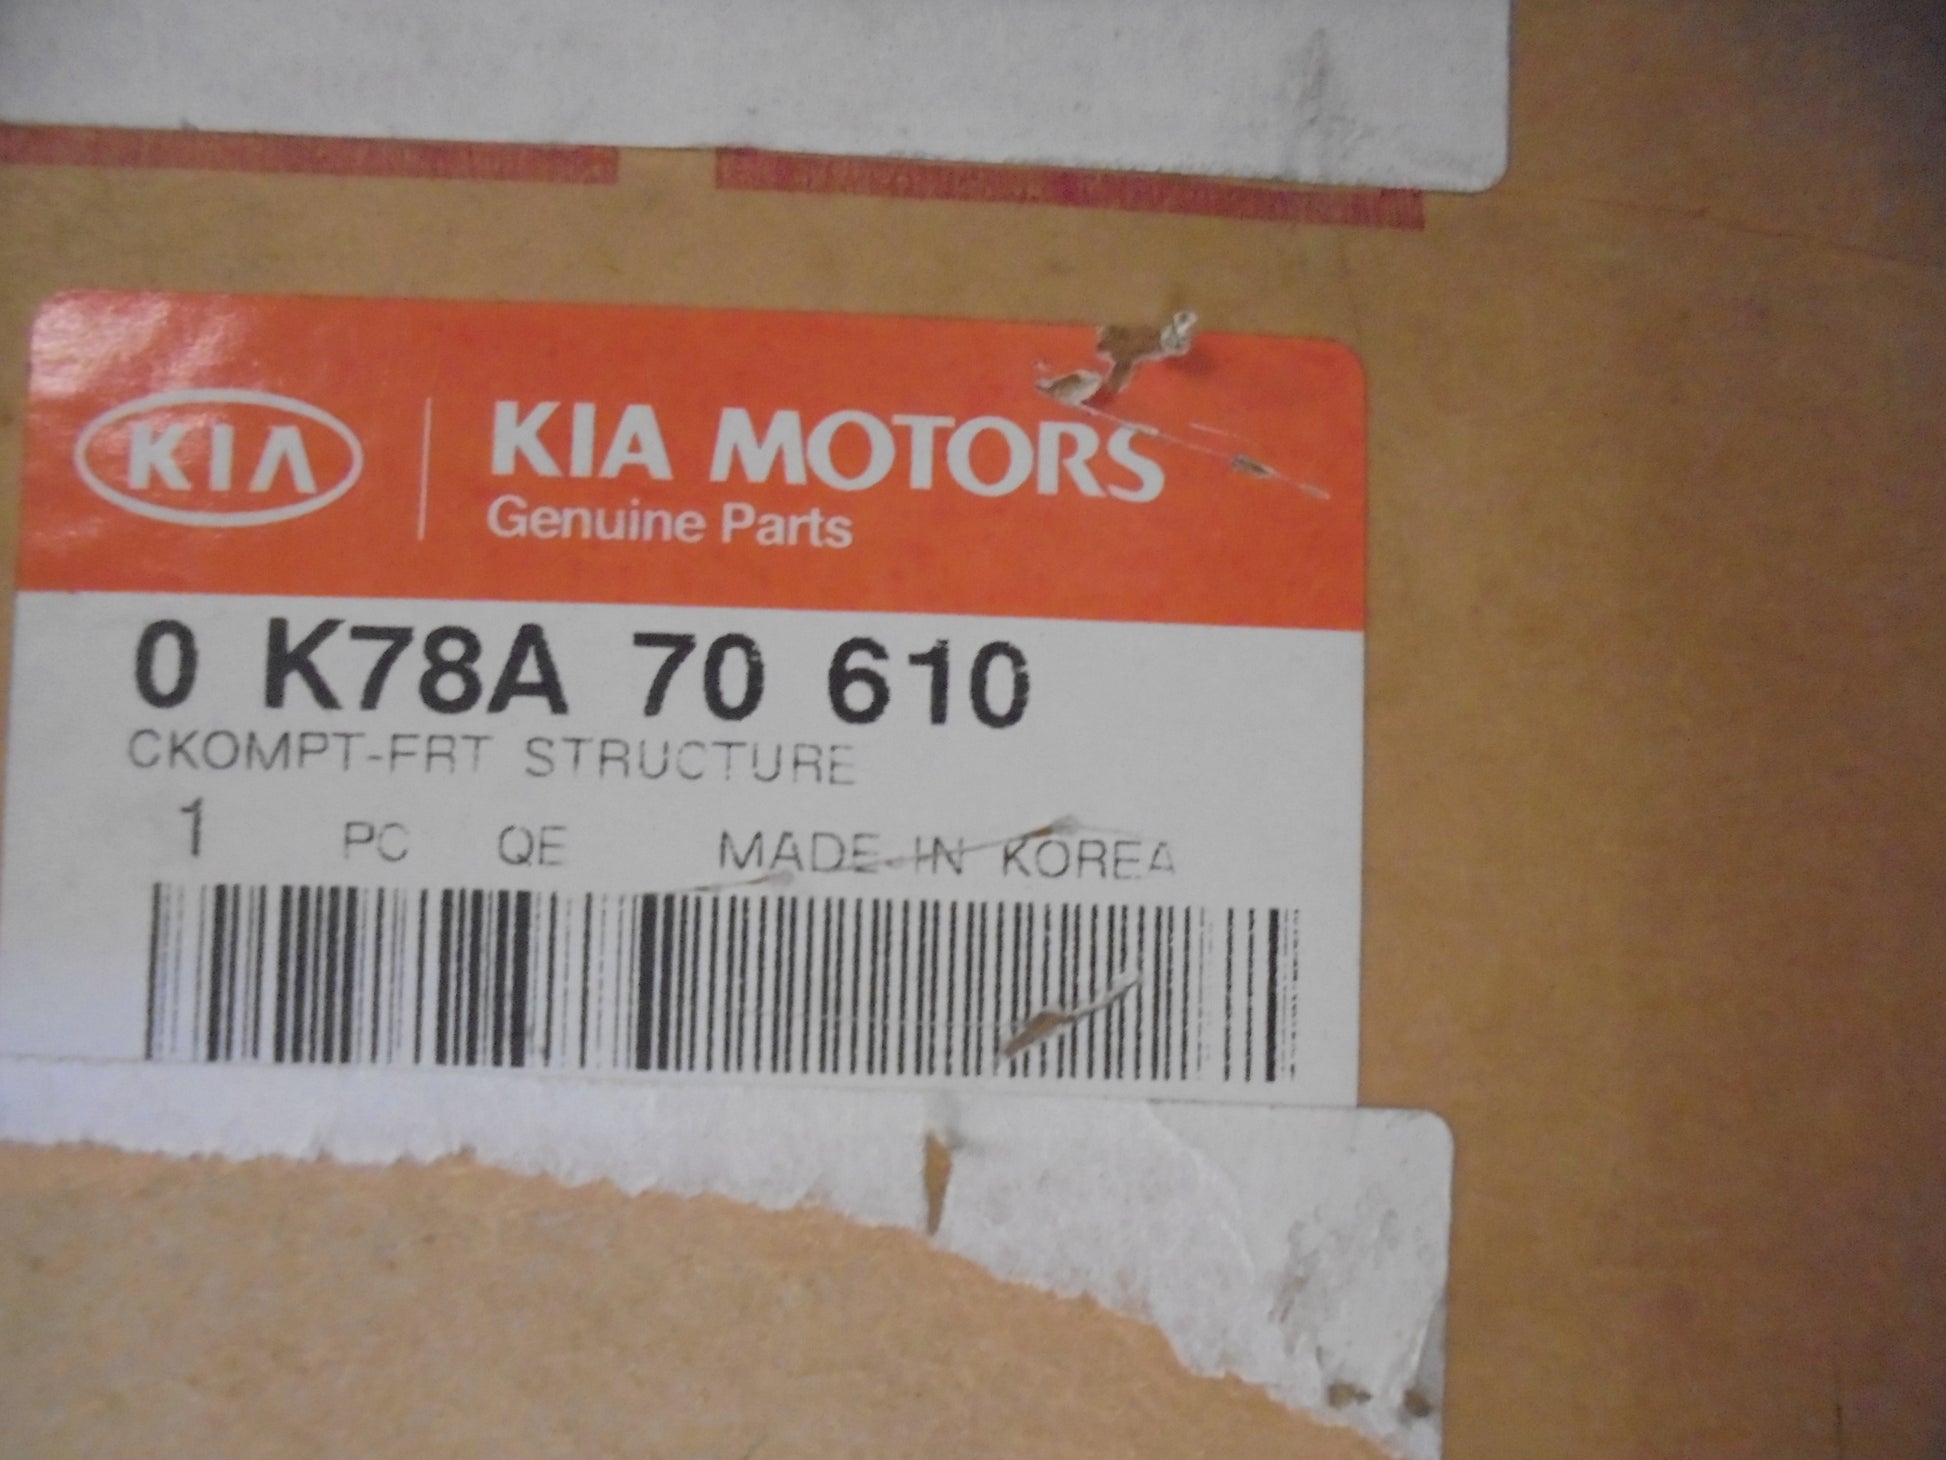 KIA
KIA MOTORS
Genuine Parts
0 K78A 70 610
CKOMPT-FRT STRUCTURE
1 PC QE MADE IN KOREA